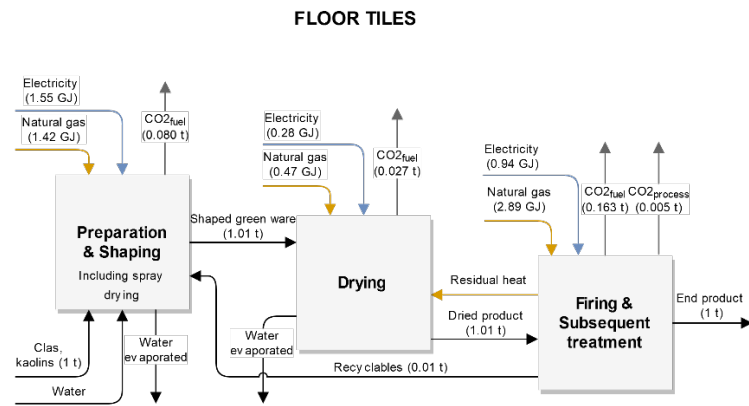 FLOOR TILES
Electricity
(1.55 GJ)
Natural gas
(1.42 GJ)
CO2fuel
(0.080 t)
Preparation
& Shaping
Including spray
drying
Clas,
kaolins (1 t)
Water
Water
evaporated
Shaped green ware
(1.01 t)
Electricity
(0.28 GJ)
Natural gas
(0.47 GJ)
CO2fuel
(0.027 t)
Drying
Water
evaporated
Residual heat
Dried product
(1.01 t)
Recyclables (0.01 t)
Electricity
(0.94 GJ)
Natural gas
(2.89 GJ)
CO2fuel
(0.163 t)
CO2process
(0.005 t)
Firing &
Subsequent
treatment
End product
(1 t)